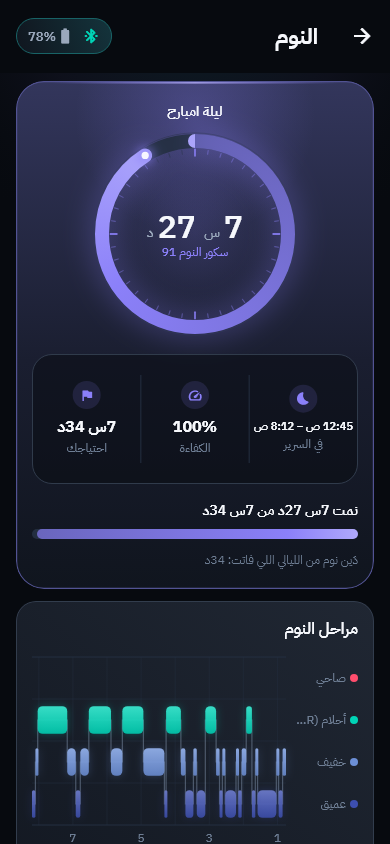 النوم
78%
ليلة امبارح
7 س 27 د
سكور النوم 91
12:45 ص – 8:12 ص
في السرير
100%
الكفاءة
7س 34د
احتياجك
نمت 7س 27د من 7س 34د
دَين نوم من الليالي اللي فاتت: 34د
مراحل النوم
صاحي
أحلام (R...
خفيف
عميق
1 3 5 7